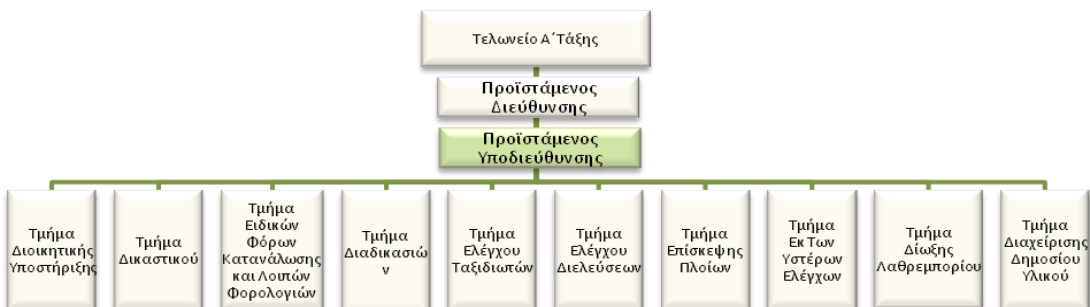 Τελωνείο Α΄Τάξης
Προϊστάμενος
Διεύθυνσης
Προϊστάμενος
Υποδιεύθυνσης
Τμήμα
Διοικητικής
Υποστήριξης
Τμήμα
Δικαστικού
Τμήμα
Ειδικών
Φόρων
Κατανάλωσης
και Λοιπών
Φορολογιών
Τμήμα
Διαδικασιώ
ν
Τμήμα
Ελέγχου
Ταξιδιωτών
Τμήμα
Ελέγχου
Διελεύσεων
Τμήμα
Επίσκεψης
Πλοίων
Τμήμα
Εκ Των
Υστέρων
Ελέγχων
Τμήμα
Δίωξης
Λαθρεμπορίου
Τμήμα
Διαχείρισης
Δημοσίου
Υλικού